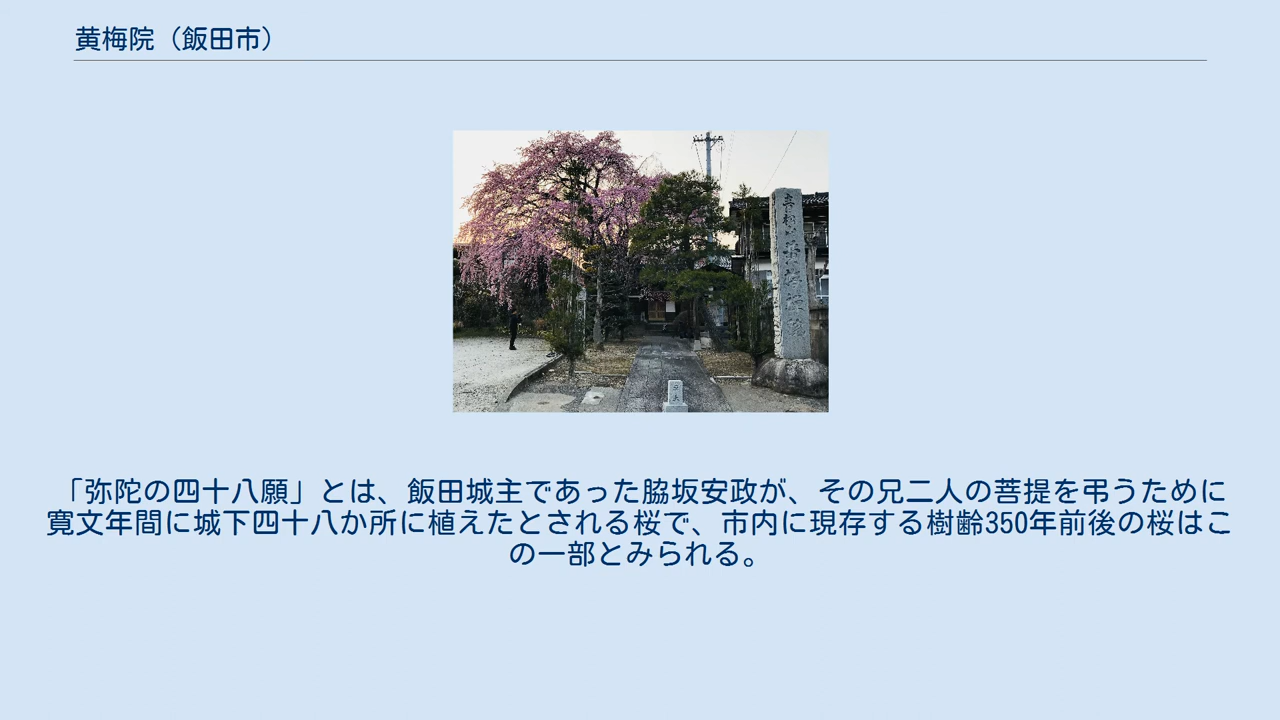 黄梅院（飯田市）
「弥陀の四十八願」とは、飯田城主であった脇坂安政が、その兄二人の菩提を弔うために
寛文年間に城下四十八か所に植えたとされる桜で、市内に現存する樹齢350年前後の桜はこ
の一部とみられる。